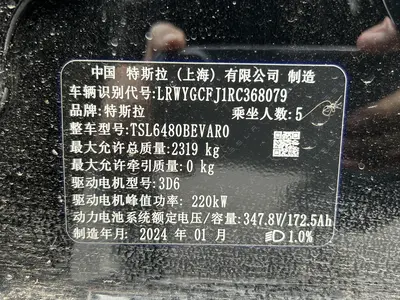 中国 特斯拉 (上海) 有限公司 制造
车辆识别代号: LRWYGCFJ1RC368079
品牌: 特斯拉 乘坐人数: 5
整车型号: TSL6480BEVAR0
最大允许总质量: 2319 kg
最大允许牵引质量: 0 kg
驱动电机型号: 3D6
驱动电机峰值功率: 220kW
动力电池系统额定电压/容量: 347.8V/172.5Ah
制造年月: 2024 年 01 月 1.0%